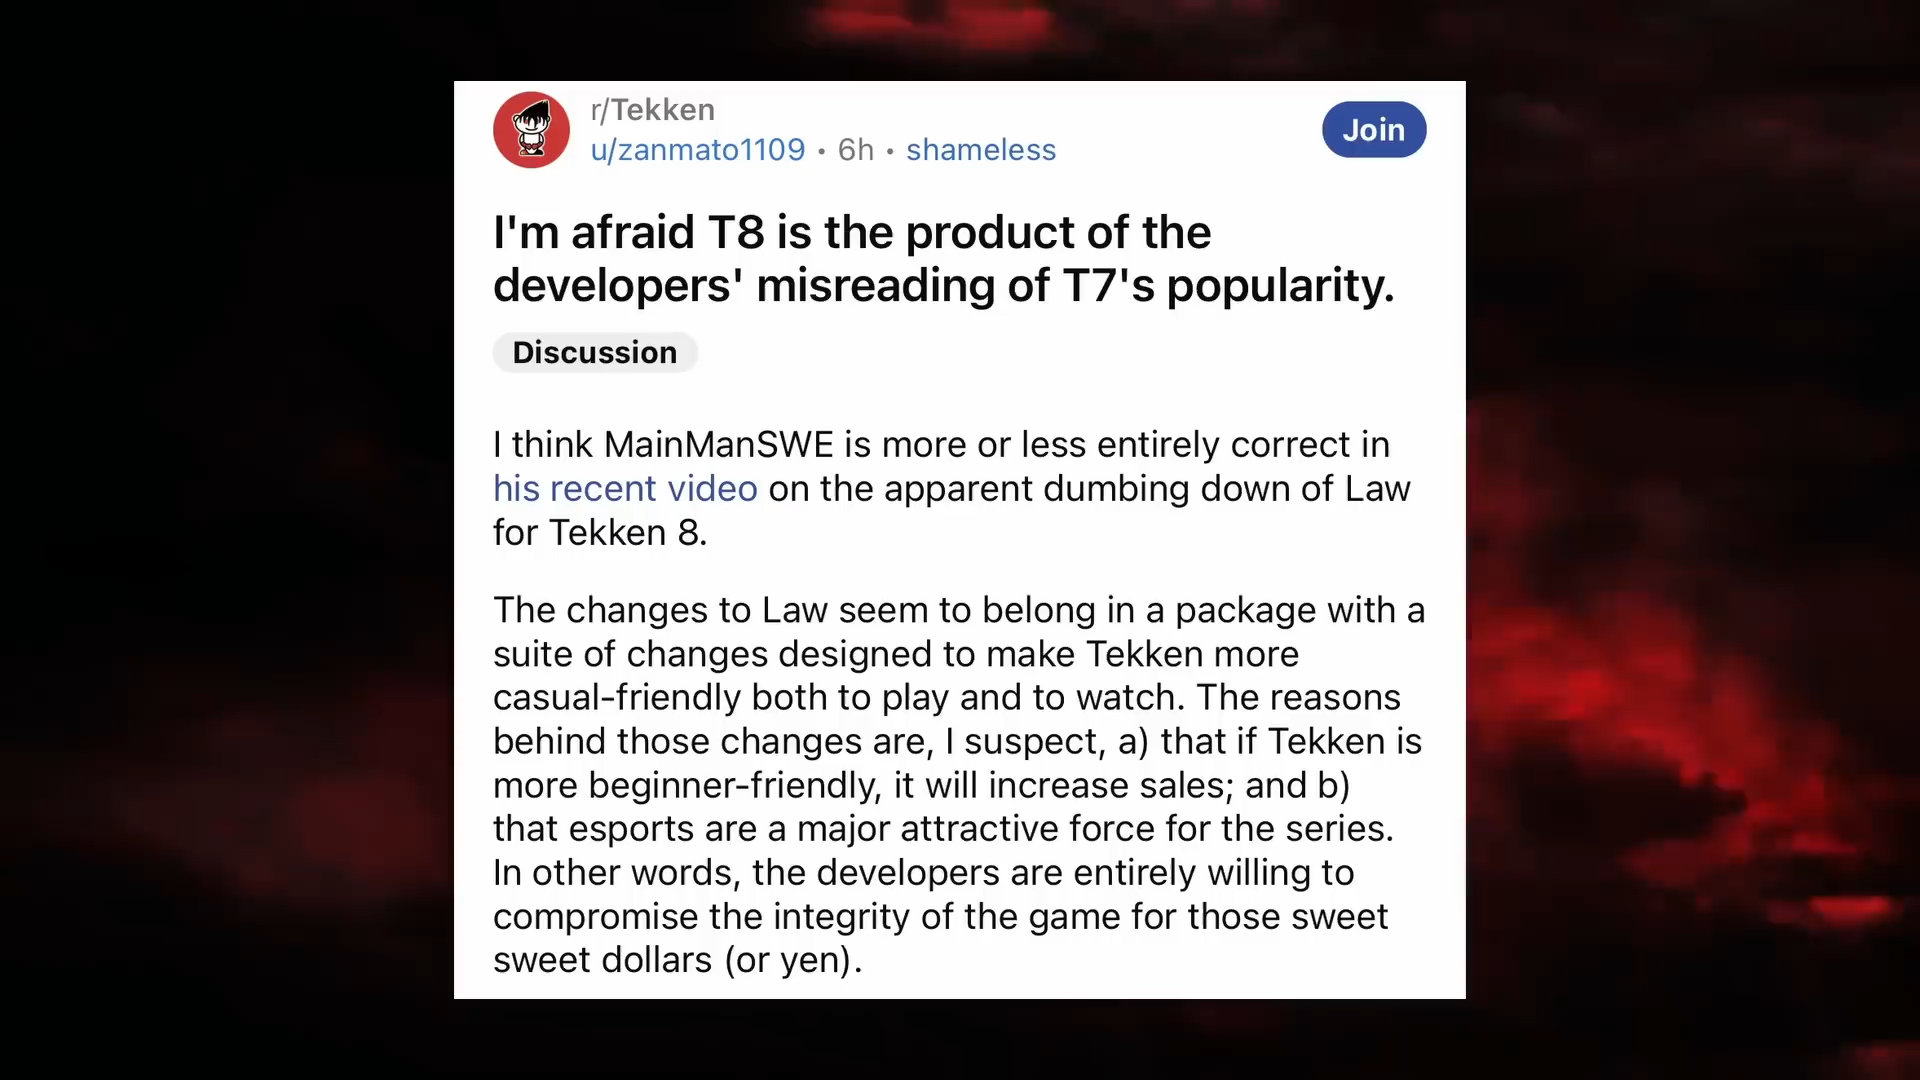 r/Tekken
u/zanmato1109 • 6h • shameless
Join
I'm afraid T8 is the product of the
developers' misreading of T7's popularity.
Discussion
I think MainManSWE is more or less entirely correct in
his recent video on the apparent dumbing down of Law
for Tekken 8.
The changes to Law seem to belong in a package with a
suite of changes designed to make Tekken more
casual-friendly both to play and to watch. The reasons
behind those changes are, I suspect, a) that if Tekken is
more beginner-friendly, it will increase sales; and b)
that esports are a major attractive force for the series.
In other words, the developers are entirely willing to
compromise the integrity of the game for those sweet
sweet dollars (or yen).